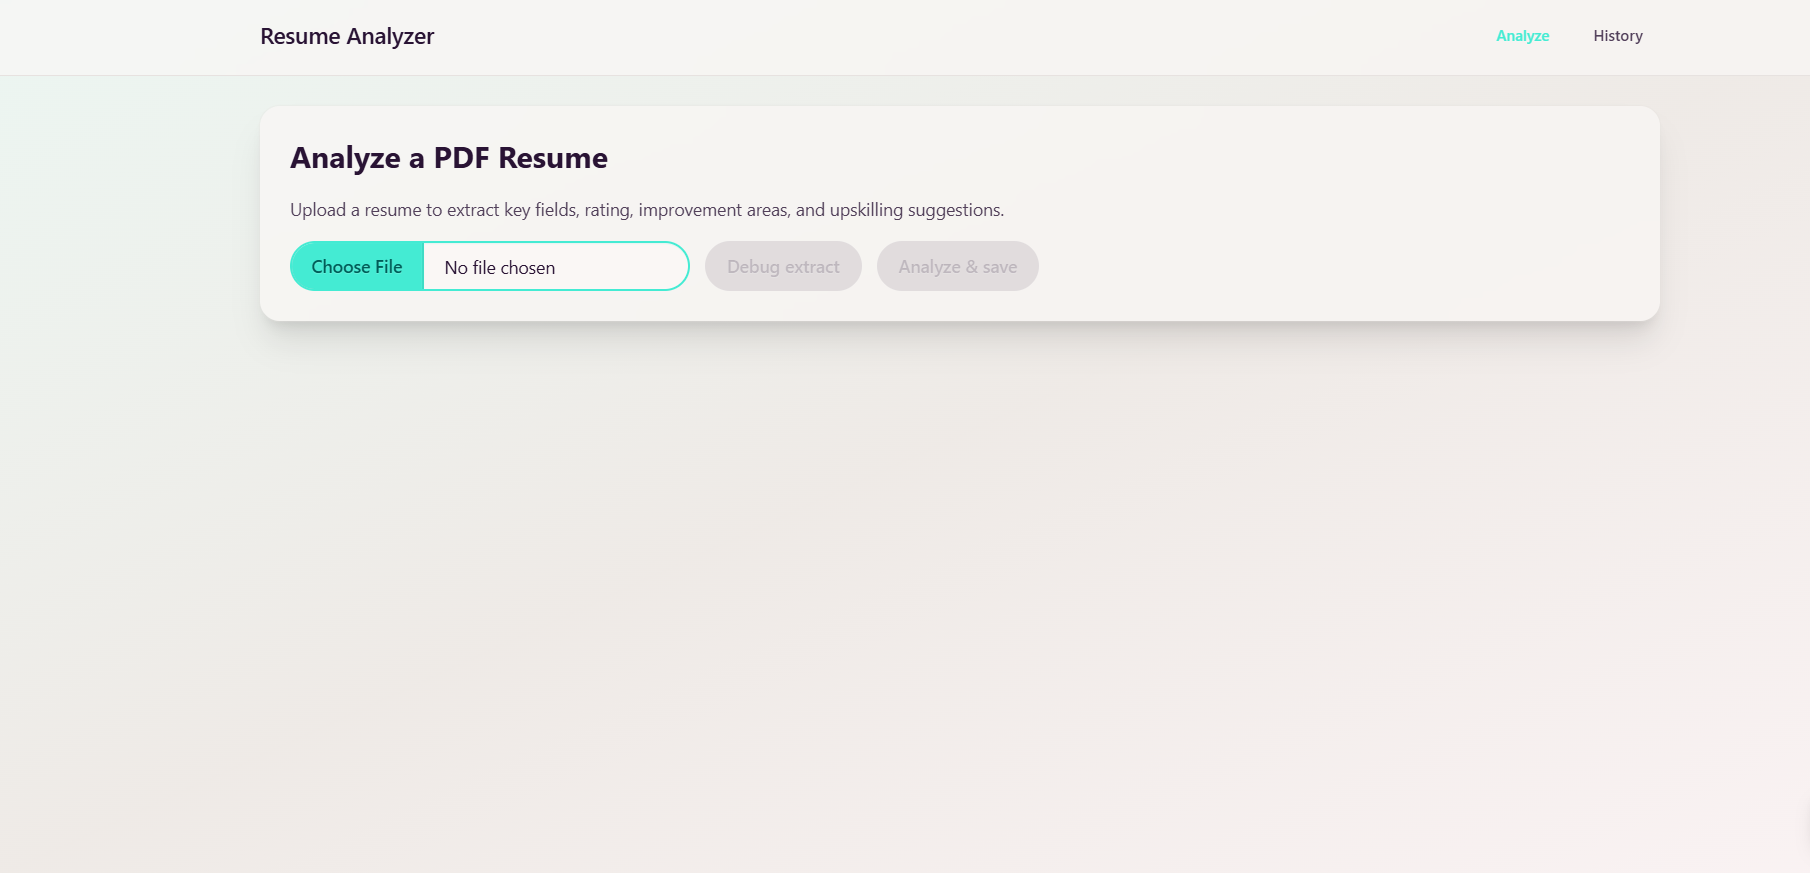 Resume Analyzer
Analyze
History
Analyze a PDF Resume
Upload a resume to extract key fields, rating, improvement areas, and upskilling suggestions.
Choose File
No file chosen
Debug extract
Analyze & save